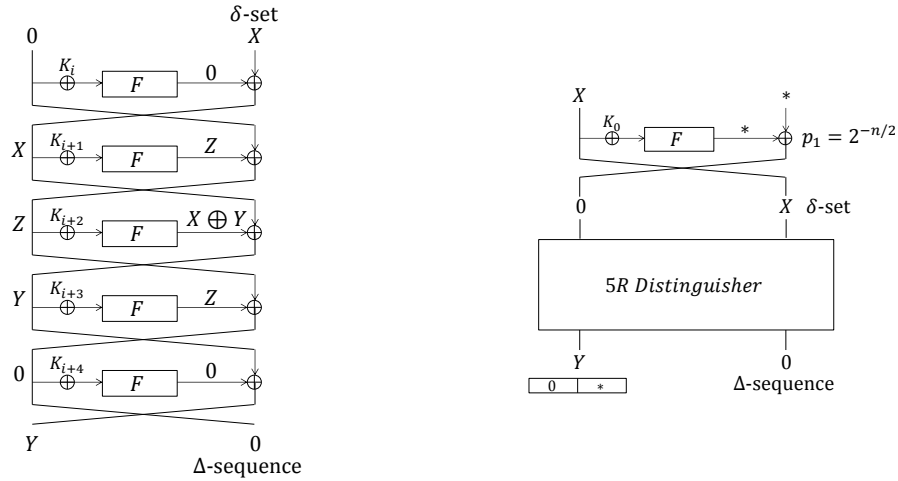 δ-set
0 X
K_i F 0
X K_{i+1} F Z
Z K_{i+2} F X ⊕ Y
Y K_{i+3} F Z
0 K_{i+4} F 0
Y 0
Δ-sequence
X *
K_0 F * p_1 = 2^{-n/2}
0 X δ-set
5R Distinguisher
Y 0
0 * Δ-sequence